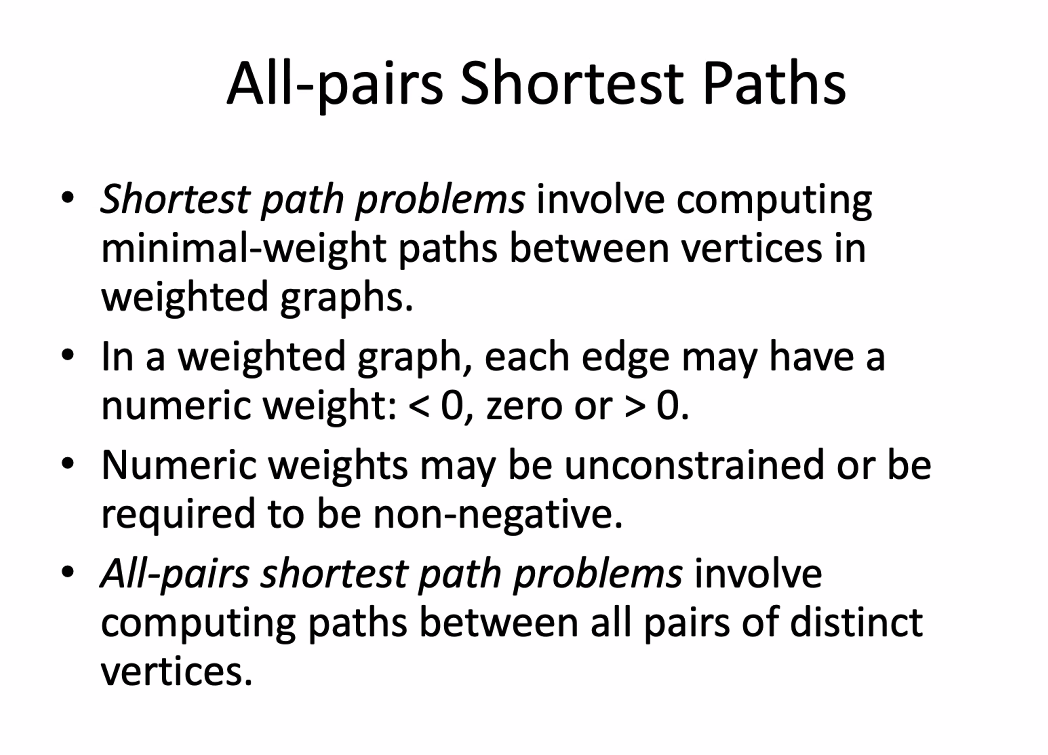 All-pairs Shortest Paths
• Shortest path problems involve computing
minimal-weight paths between vertices in
weighted graphs.
• In a weighted graph, each edge may have a
numeric weight: < 0, zero or > 0.
• Numeric weights may be unconstrained or be
required to be non-negative.
• All-pairs shortest path problems involve
computing paths between all pairs of distinct
vertices.